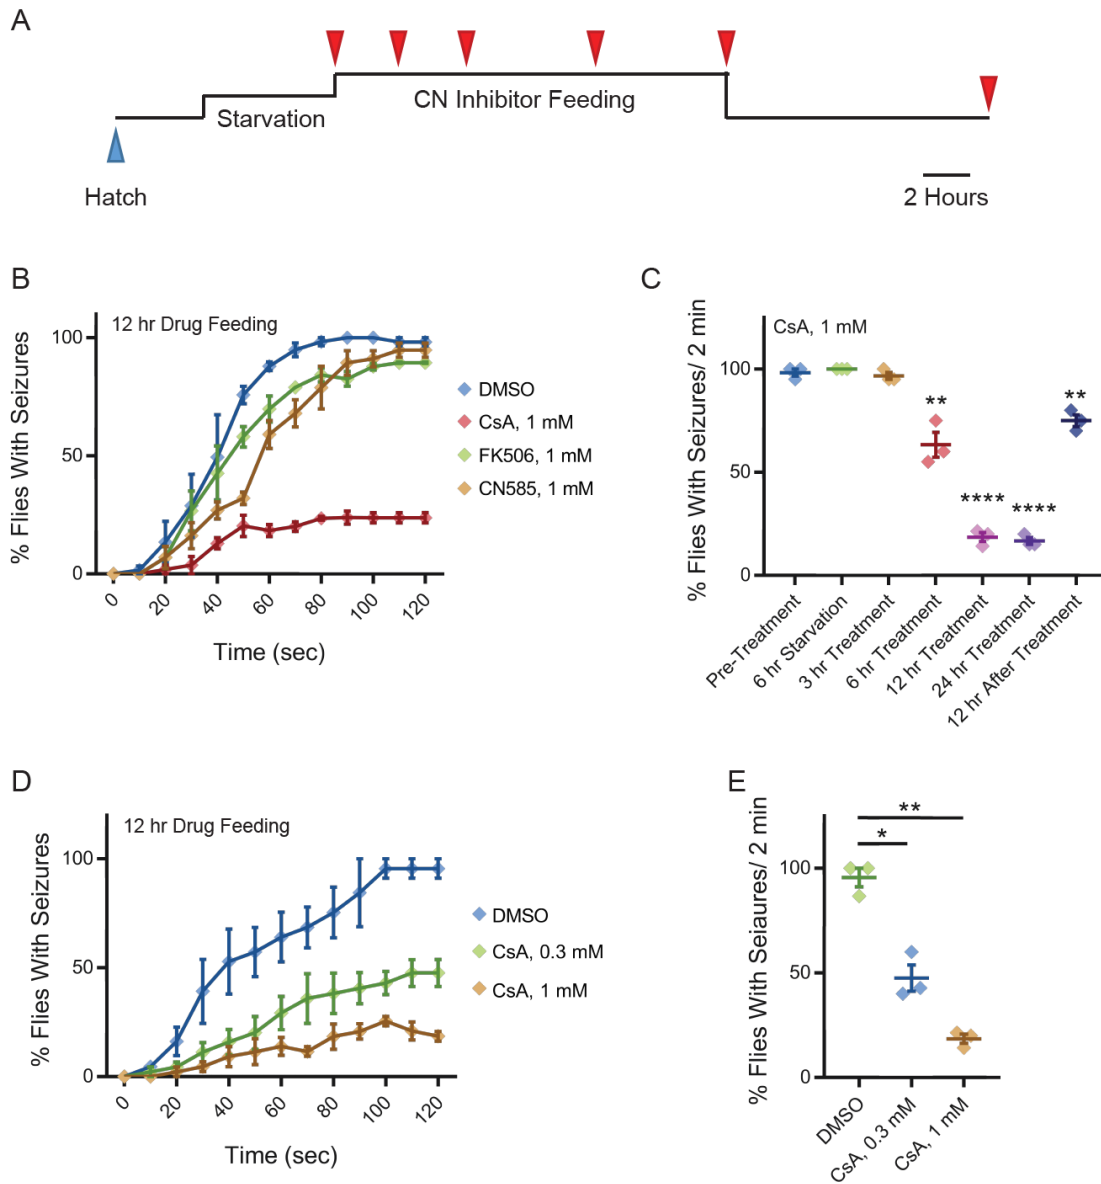 A
Starvation
CN Inhibitor Feeding
Hatch
2 Hours
B
12 hr Drug Feeding
% Flies With Seizures
100
50
0
0 20 40 60 80 100 120
Time (sec)
DMSO
CsA, 1 mM
FK506, 1 mM
CN585, 1 mM
C
CsA, 1 mM
% Flies With Seizures/ 2 min
100
50
0
**
****
****
**
Pre-Treatment
6 hr Starvation
3 hr Treatment
6 hr Treatment
12 hr Treatment
24 hr Treatment
12 hr After Treatment
D
12 hr Drug Feeding
% Flies With Seizures
100
50
0
0 20 40 60 80 100 120
Time (sec)
DMSO
CsA, 0.3 mM
CsA, 1 mM
E
% Flies With Seiaures/ 2 min
100
50
0
**
*
DMSO
CsA, 0.3 mM
CsA, 1 mM